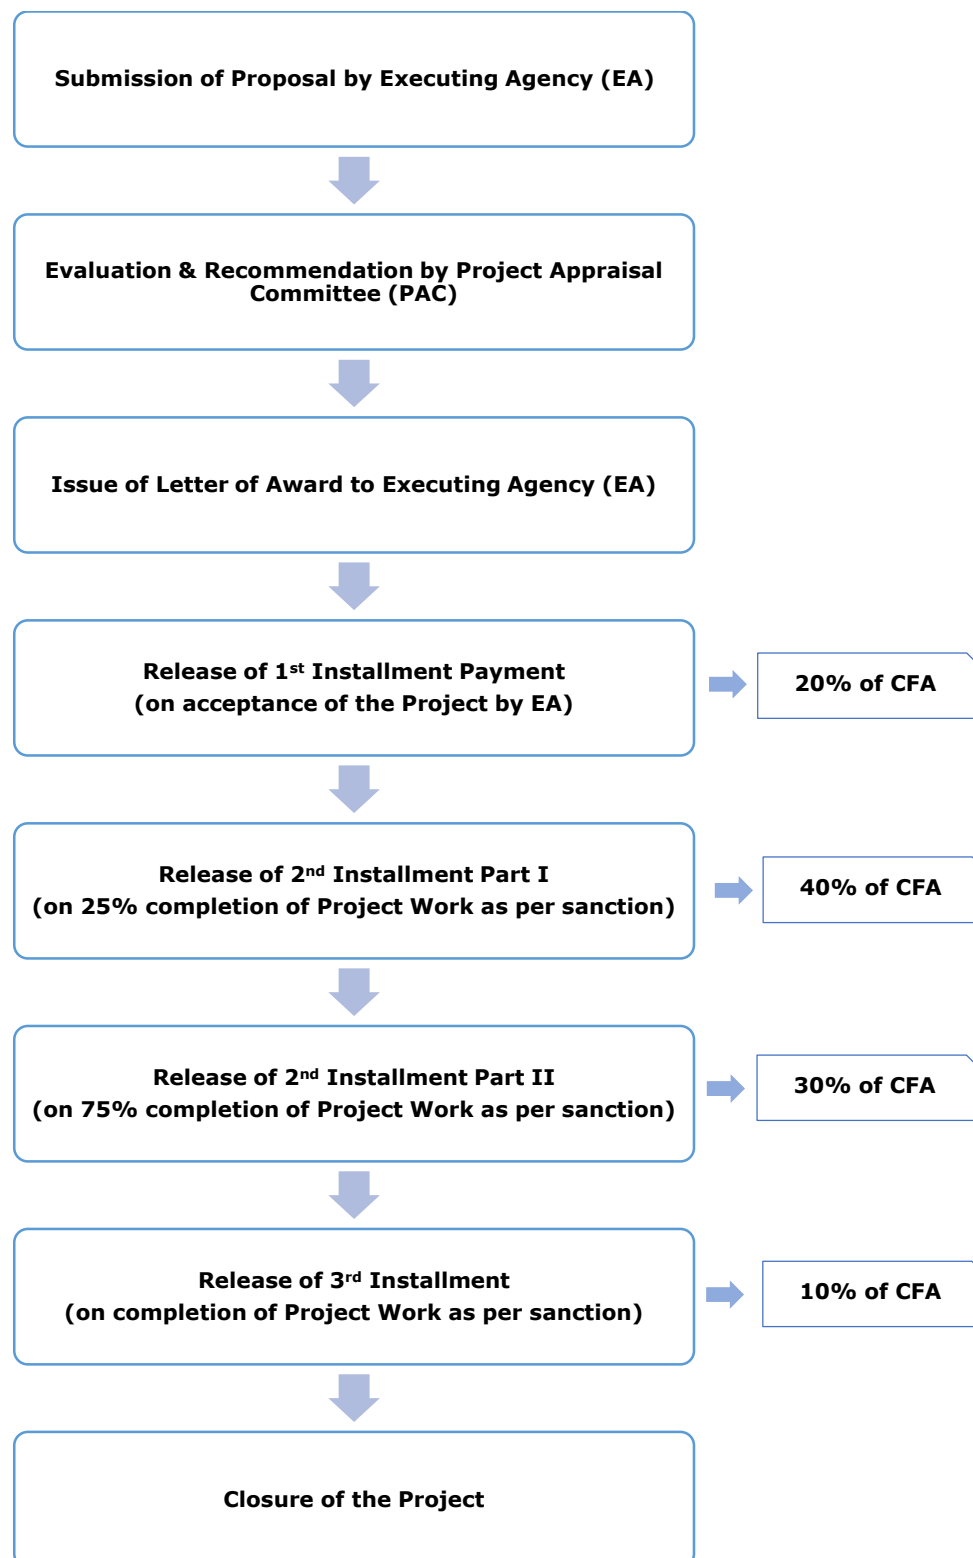 Submission of Proposal by Executing Agency (EA)
Evaluation & Recommendation by Project Appraisal
Committee (PAC)
Issue of Letter of Award to Executing Agency (EA)
Release of 1st Installment Payment
(on acceptance of the Project by EA)
20% of CFA
Release of 2nd Installment Part I
(on 25% completion of Project Work as per sanction)
40% of CFA
Release of 2nd Installment Part II
(on 75% completion of Project Work as per sanction)
30% of CFA
Release of 3rd Installment
(on completion of Project Work as per sanction)
10% of CFA
Closure of the Project